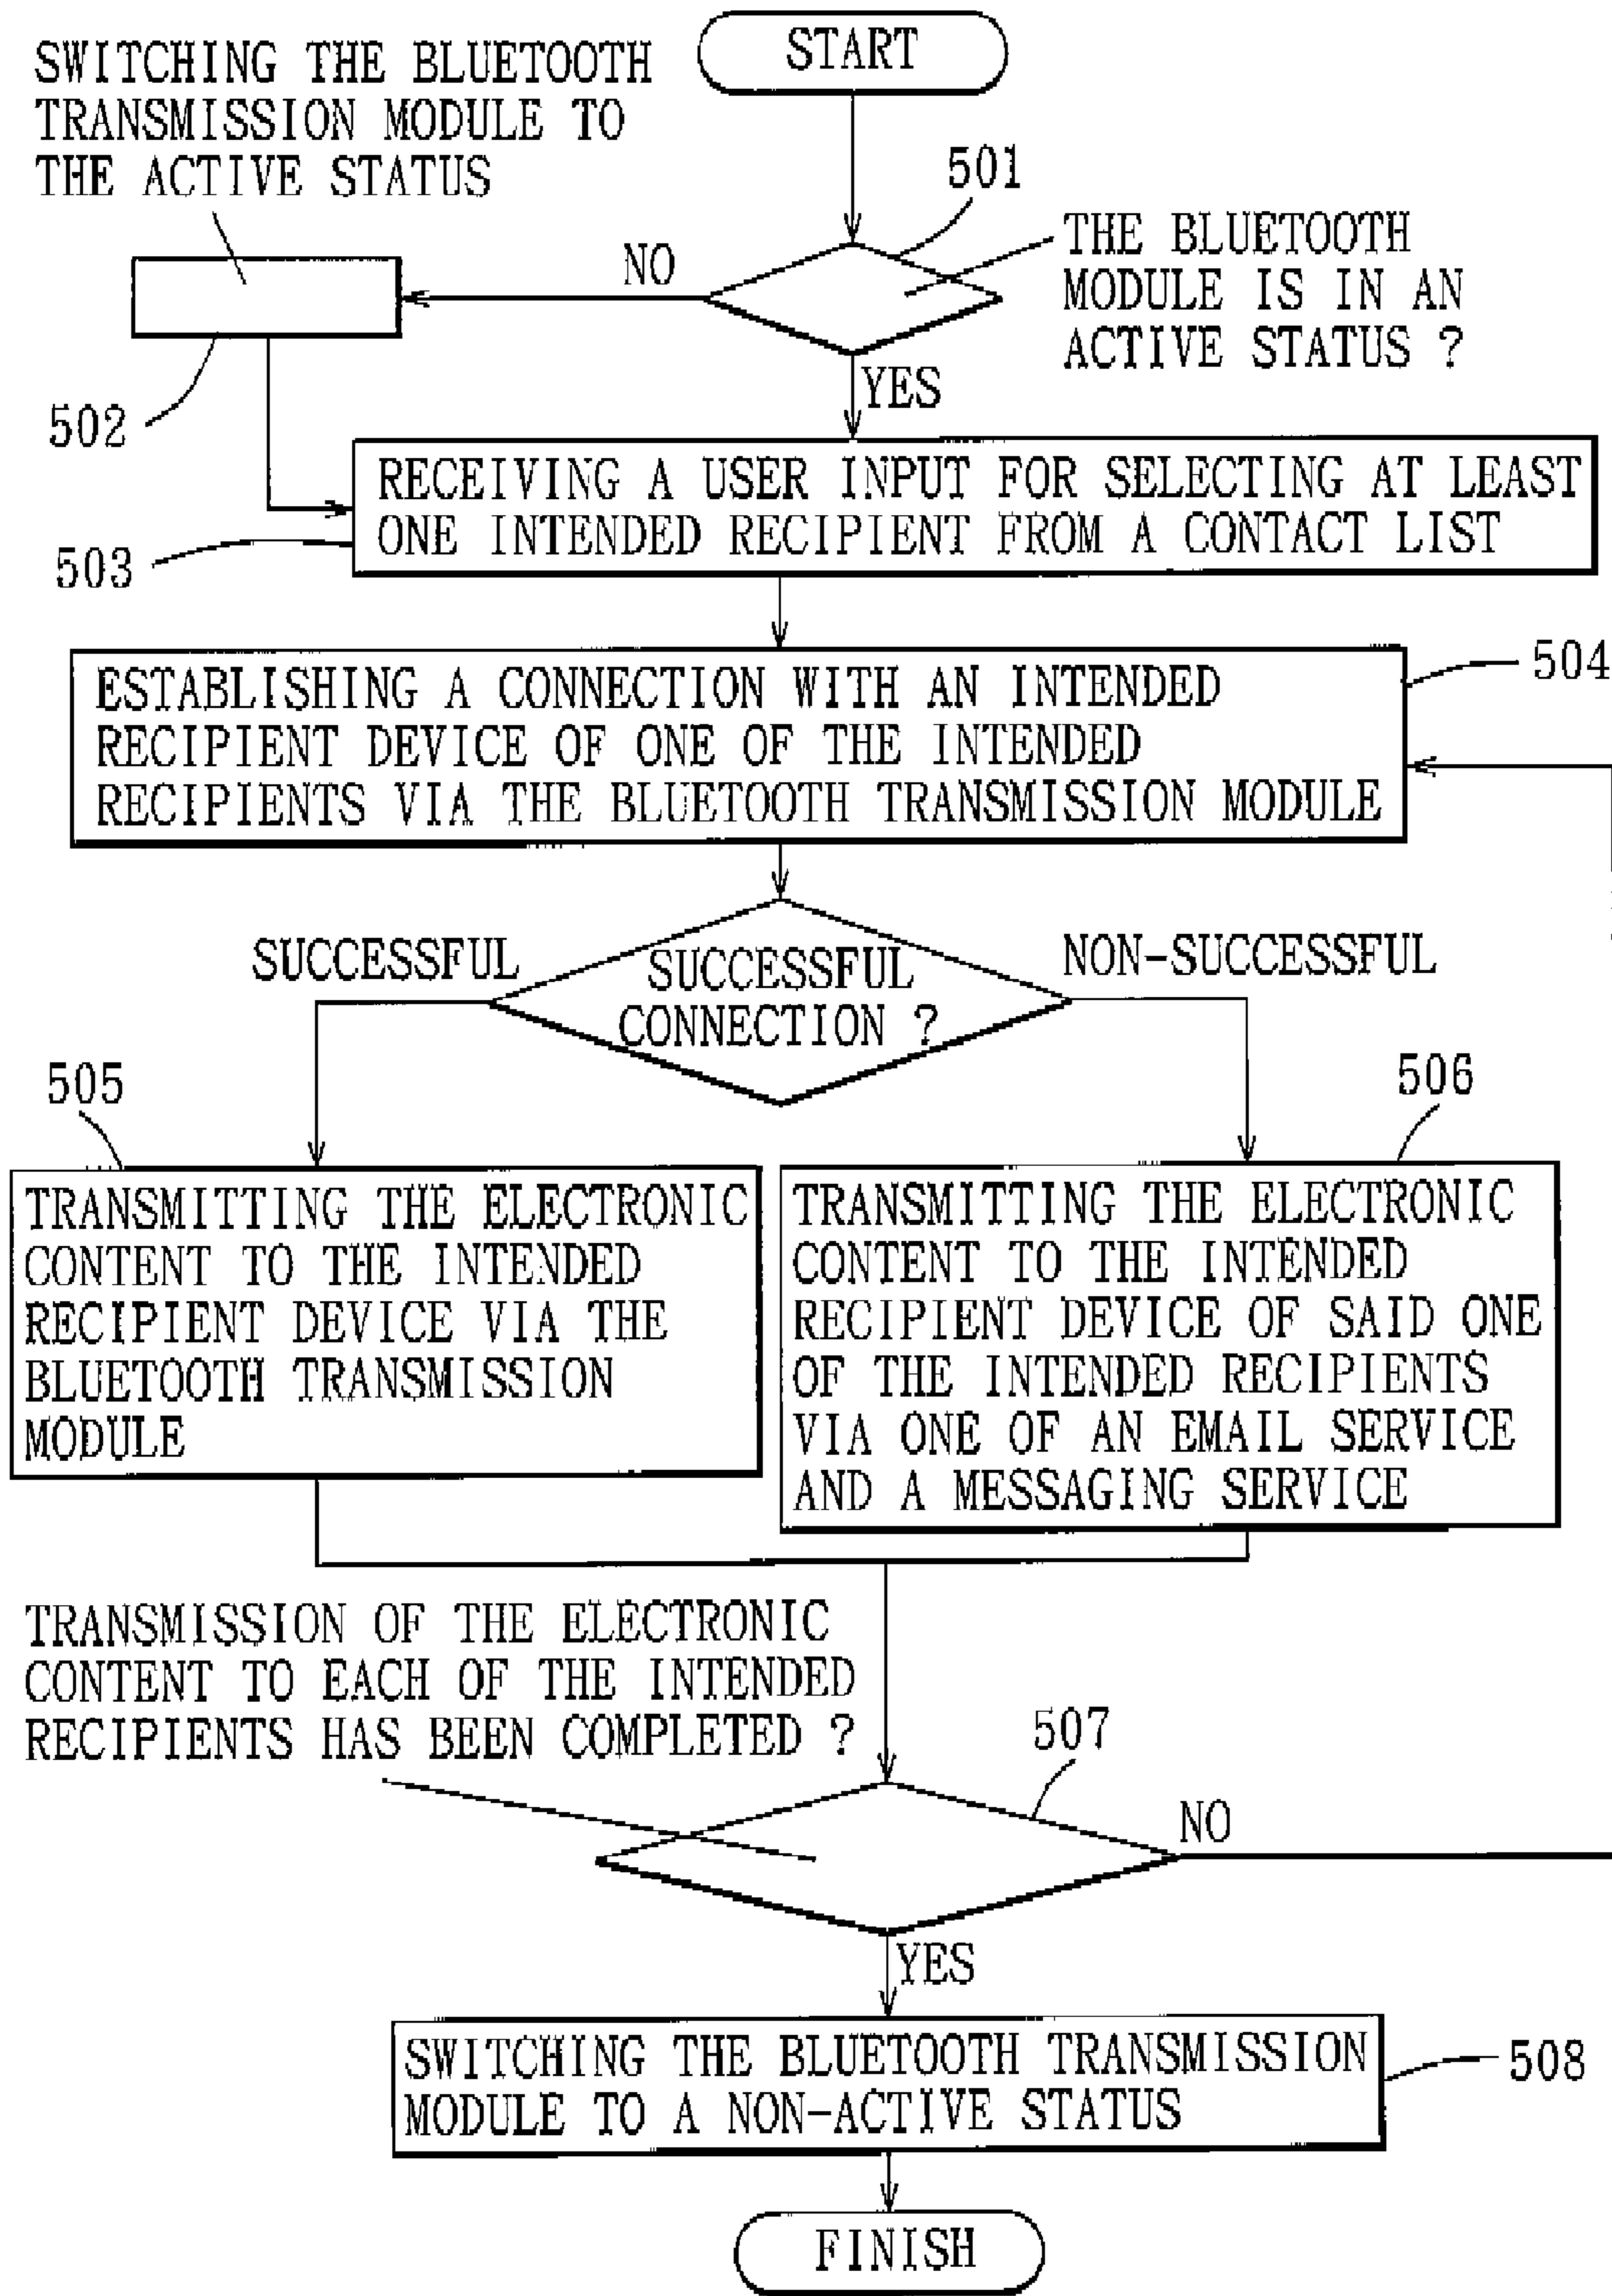 START
SWITCHING THE BLUETOOTH
TRANSMISSION MODULE TO
THE ACTIVE STATUS
501
NO
THE BLUETOOTH
MODULE IS IN AN
ACTIVE STATUS ?
YES
502
RECEIVING A USER INPUT FOR SELECTING AT LEAST
ONE INTENDED RECIPIENT FROM A CONTACT LIST
503
ESTABLISHING A CONNECTION WITH AN INTENDED
RECIPIENT DEVICE OF ONE OF THE INTENDED
RECIPIENTS VIA THE BLUETOOTH TRANSMISSION MODULE
504
SUCCESSFUL
SUCCESSFUL
CONNECTION ?
NON-SUCCESSFUL
505
506
TRANSMITTING THE ELECTRONIC
CONTENT TO THE INTENDED
RECIPIENT DEVICE VIA THE
BLUETOOTH TRANSMISSION
MODULE
TRANSMITTING THE ELECTRONIC
CONTENT TO THE INTENDED
RECIPIENT DEVICE OF SAID ONE
OF THE INTENDED RECIPIENTS
VIA ONE OF AN EMAIL SERVICE
AND A MESSAGING SERVICE
TRANSMISSION OF THE ELECTRONIC
CONTENT TO EACH OF THE INTENDED
RECIPIENTS HAS BEEN COMPLETED ?
507
NO
YES
SWITCHING THE BLUETOOTH TRANSMISSION
MODULE TO A NON-ACTIVE STATUS
508
FINISH